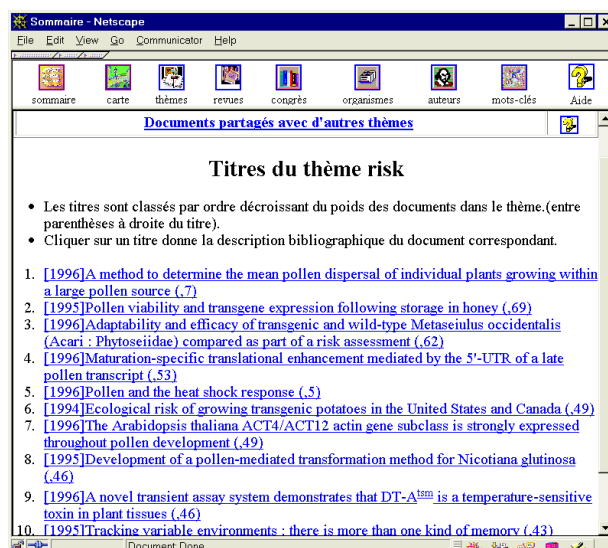 Sommaire - Netscape
File Edit View Go Communicator Help
sommaire carte thèmes revues congrès organismes auteurs mots-clés Aide
Documents partagés avec d'autres thèmes
Titres du thème risk
• Les titres sont classés par ordre décroissant du poids des documents dans le thème.(entre
parenthèses à droite du titre).
• Cliquer sur un titre donne la description bibliographique du document correspondant.
1. [1996]A method to determine the mean pollen dispersal of individual plants growing within
a large pollen source (,7)
2. [1995]Pollen viability and transgene expression following storage in honey (,69)
3. [1996]Adaptability and efficacy of transgenic and wild-type Metaseiulus occidentalis
(Acari : Phytoseiidae) compared as part of a risk assessment (,62)
4. [1996]Maturation-specific translational enhancement mediated by the 5'-UTR of a late
pollen transcript (,53)
5. [1996]Pollen and the heat shock response (,5)
6. [1994]Ecological risk of growing transgenic potatoes in the United States and Canada (,49)
7. [1996]The Arabidopsis thaliana ACT4/ACT12 actin gene subclass is strongly expressed
throughout pollen development (,49)
8. [1995]Development of a pollen-mediated transformation method for Nicotiana glutinosa
(,46)
9. [1996]A novel transient assay system demonstrates that DT-Atsm is a temperature-sensitive
toxin in plant tissues (,46)
10. [1995]Tracking variable environments : there is more than one kind of memory (,43)
Document Done